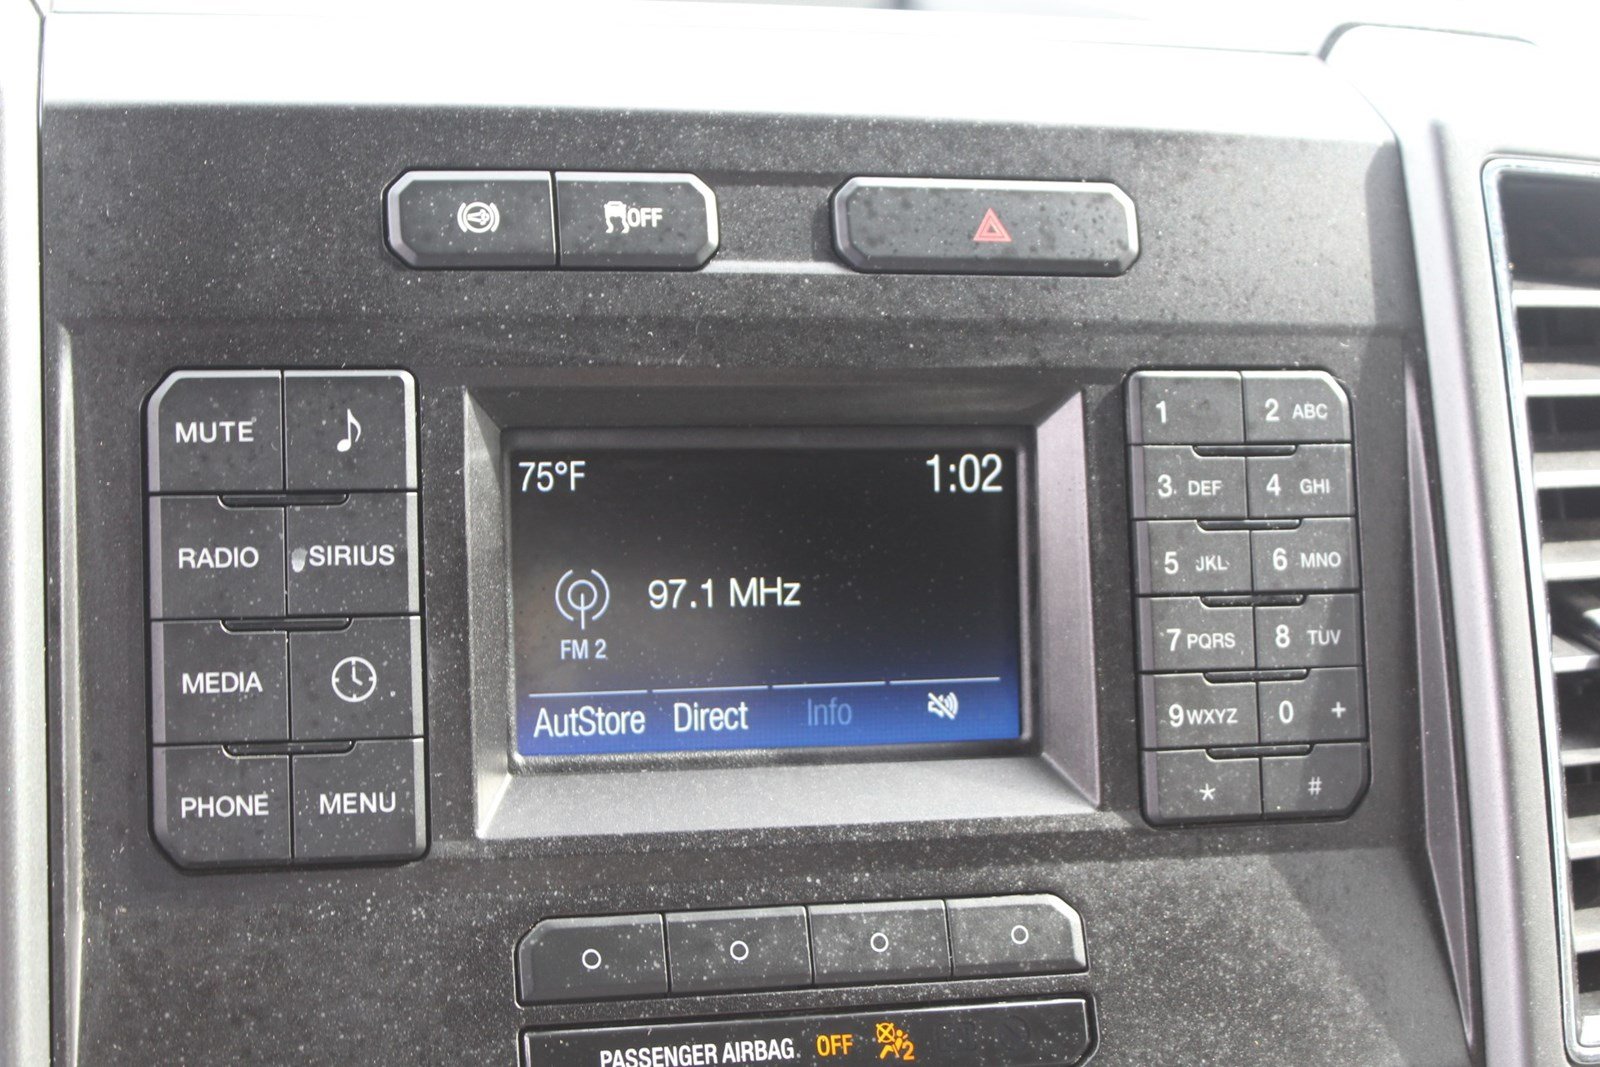 OFF
MUTE
RADIO SIRIUS
MEDIA
PHONE MENU
75°F 1:02
97.1 MHz
FM 2
AutStore Direct Info
1 2 ABC
3 DEF 4 GHI
5 JKL 6 MNO
7 PQRS 8 TUV
9 WXYZ 0 +
* #
PASSENGER AIRBAG OFF 2